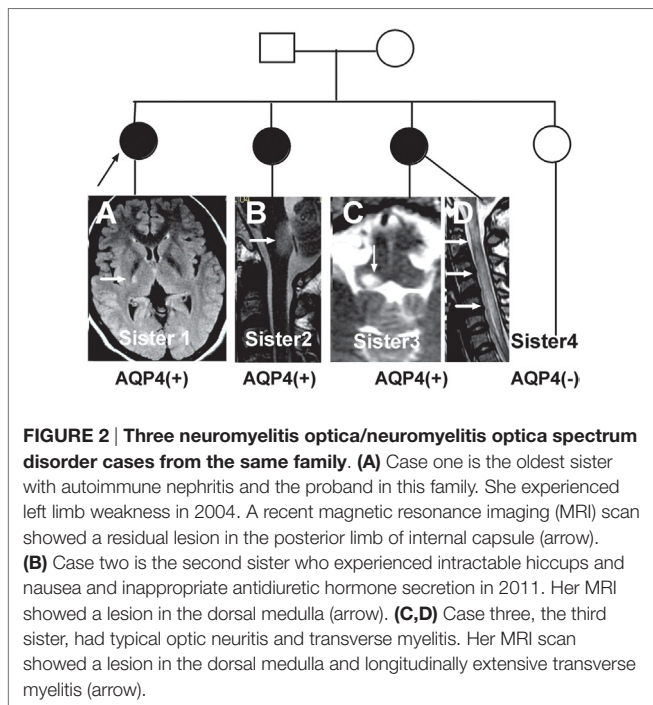 A B C D
Sister 1 Sister2 Sister3 Sister4
AQP4(+) AQP4(+) AQP4(+) AQP4(-)
FIGURE 2 | Three neuromyelitis optica/neuromyelitis optica spectrum
disorder cases from the same family. (A) Case one is the oldest sister
with autoimmune nephritis and the proband in this family. She experienced
left limb weakness in 2004. A recent magnetic resonance imaging (MRI) scan
showed a residual lesion in the posterior limb of internal capsule (arrow).
(B) Case two is the second sister who experienced intractable hiccups and
nausea and inappropriate antidiuretic hormone secretion in 2011. Her MRI
showed a lesion in the dorsal medulla (arrow). (C,D) Case three, the third
sister, had typical optic neuritis and transverse myelitis. Her MRI scan
showed a lesion in the dorsal medulla and longitudinally extensive transverse
myelitis (arrow).